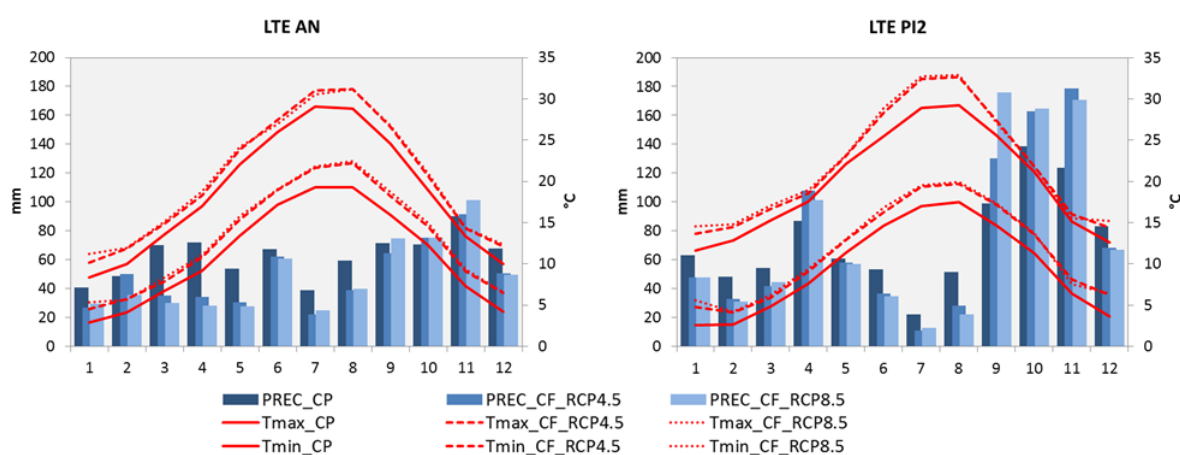 LTE AN
LTE PI2
200 35 200 35
180 180
160 30 160 30
140 25 140 25
120 20 120 20
mm 100 °C mm 100 °C
80 15 80 15
60 10 60 10
40 40
20 5 20 5
0 0 0 0
1 2 3 4 5 6 7 8 9 10 11 12 1 2 3 4 5 6 7 8 9 10 11 12
PREC_CP PREC_CF_RCP4.5 PREC_CF_RCP8.5
Tmax_CP Tmax_CF_RCP4.5 Tmax_CF_RCP8.5
Tmin_CP Tmin_CF_RCP4.5 Tmin_CF_RCP8.5